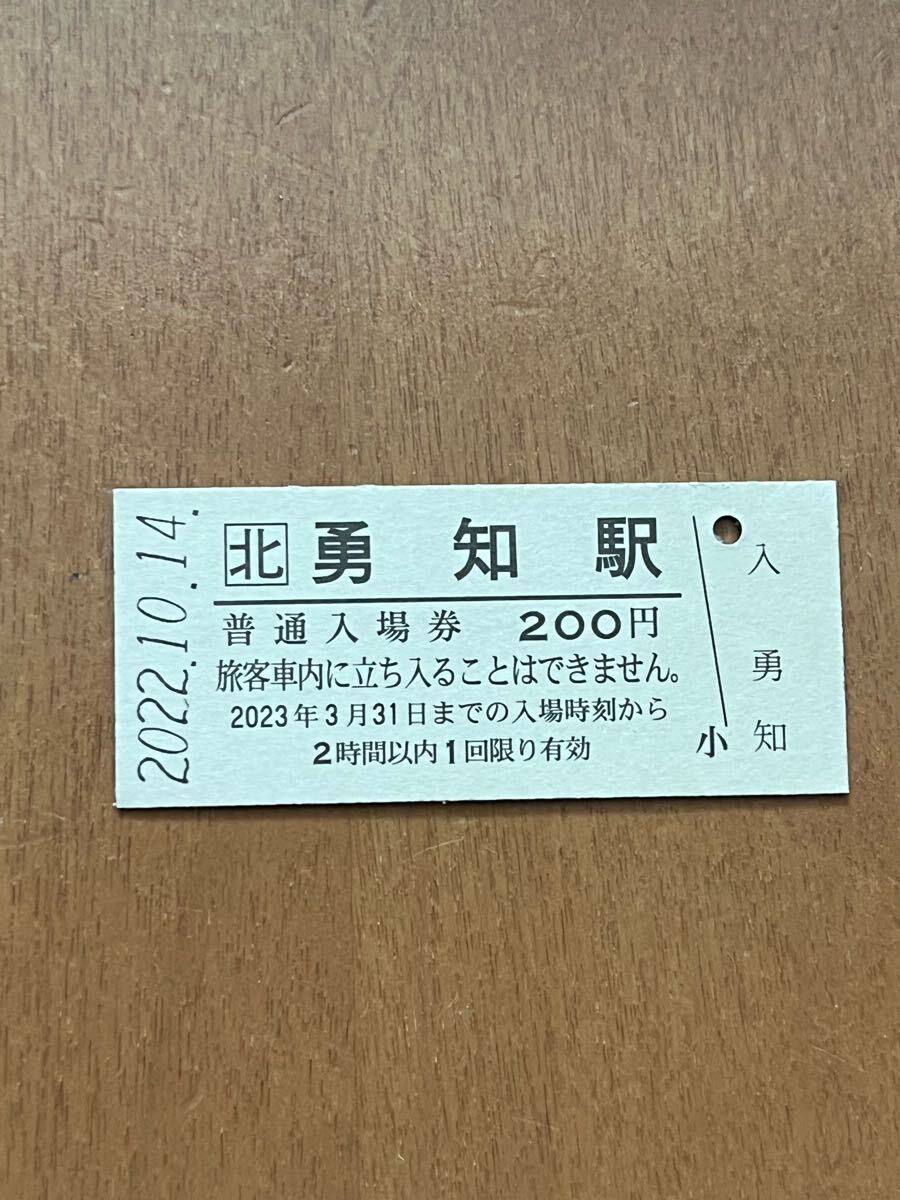 2022.10.14.
北 勇知駅
普通入場券 200円
旅客車内に立ち入ることはできません。
2023年3月31日までの入場時刻から
2時間以内1回限り有効
小
入
勇
知